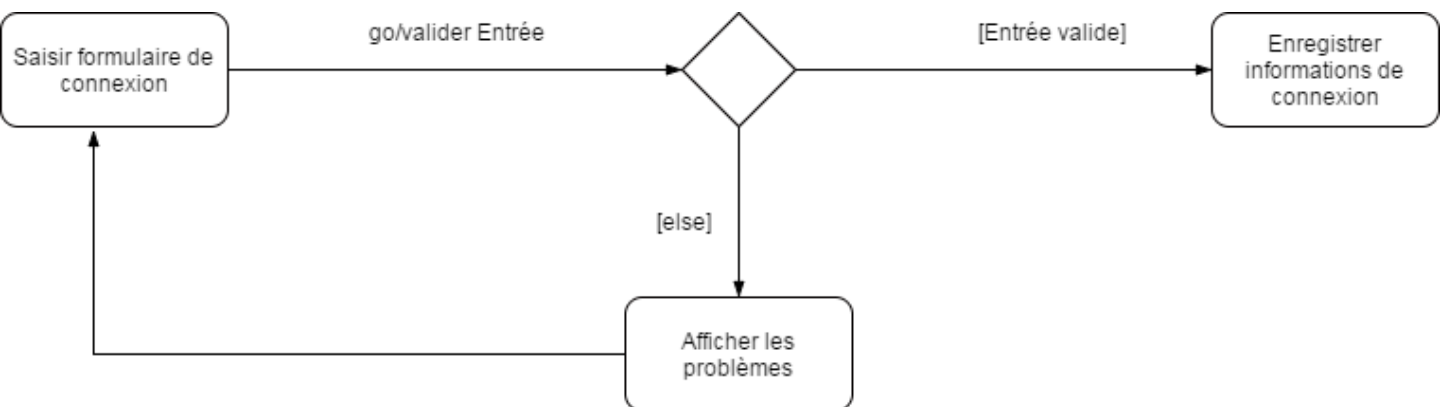 Saisir formulaire de
connexion
go/valider Entrée
[Entrée valide]
Enregistrer
informations de
connexion
[else]
Afficher les
problèmes